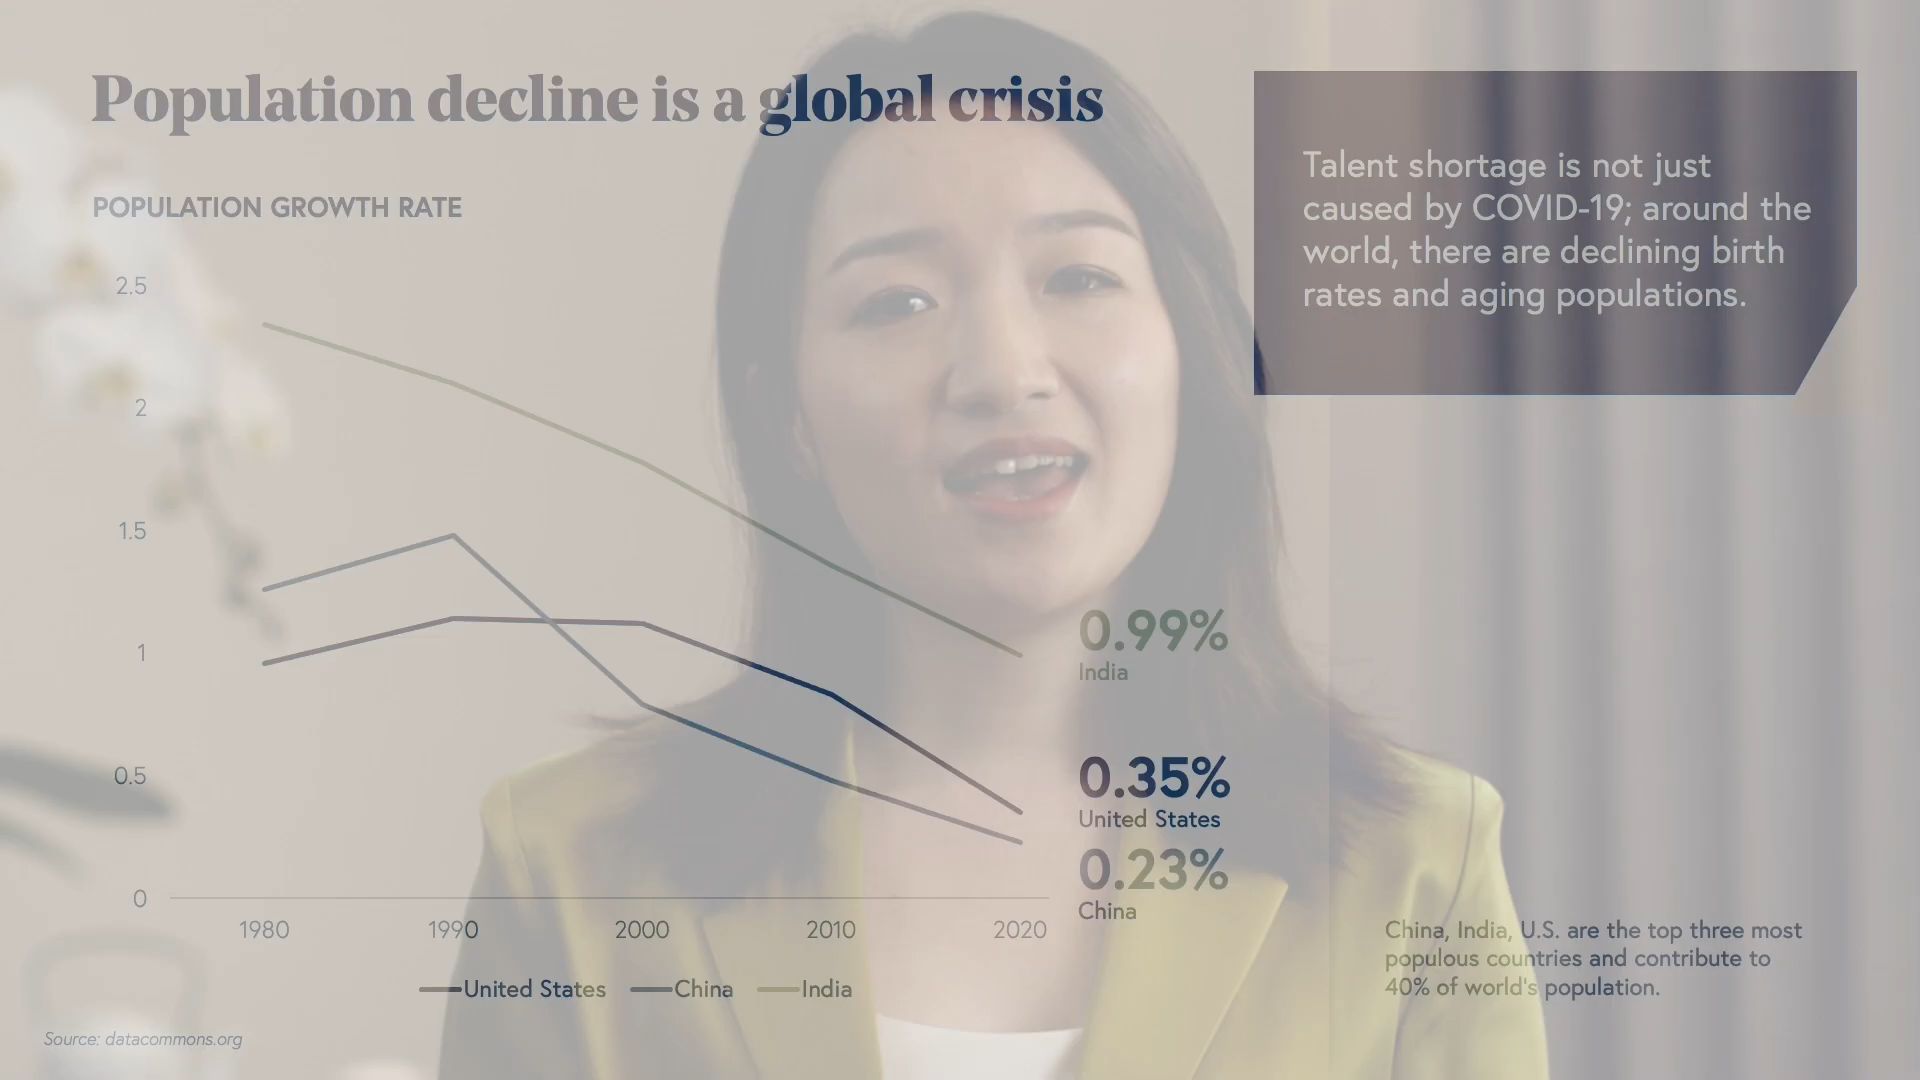 Population decline is a global crisis
POPULATION GROWTH RATE
2.5
2
1.5
1
0.5
0
1980 1990 2000 2010 2020
0.99%
India
0.35%
United States
0.23%
China
United States China India
Source: datacommons.org
Talent shortage is not just
caused by COVID-19; around the
world, there are declining birth
rates and aging populations.
China, India, U.S. are the top three most
populous countries and contribute to
40% of world's population.